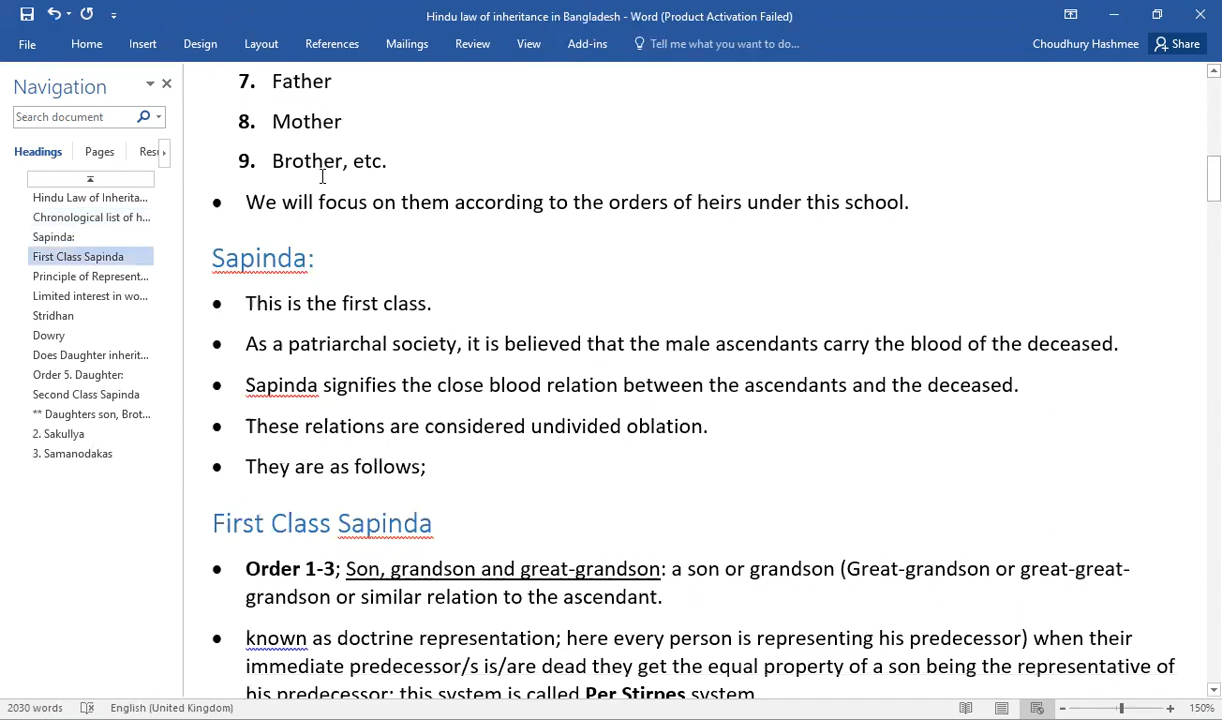 Hindu law of inheritance in Bangladesh - Word (Product Activation Failed)
File Home Insert Design Layout References Mailings Review View Add-ins Tell me what you want to do... Choudhury Hashmee Share
Navigation
Search document
Headings Pages Resu
Hindu Law of Inherita...
Chronological list of h...
Sapinda:
First Class Sapinda
Principle of Represent...
Limited interest in wo...
Stridhan
Dowry
Does Daughter inherit...
Order 5. Daughter:
Second Class Sapinda
** Daughters son, Brot...
2. Sakullya
3. Samanodakas
7. Father
8. Mother
9. Brother, etc.
• We will focus on them according to the orders of heirs under this school.
Sapinda:
• This is the first class.
• As a patriarchal society, it is believed that the male ascendants carry the blood of the deceased.
• Sapinda signifies the close blood relation between the ascendants and the deceased.
• These relations are considered undivided oblation.
• They are as follows;
First Class Sapinda
• Order 1-3; Son, grandson and great-grandson: a son or grandson (Great-grandson or great-great-
grandson or similar relation to the ascendant.
• known as doctrine representation; here every person is representing his predecessor) when their
immediate predecessor/s is/are dead they get the equal property of a son being the representative of
his predecessor; this system is called Per Stirpes system.
2030 words English (United Kingdom) 150%